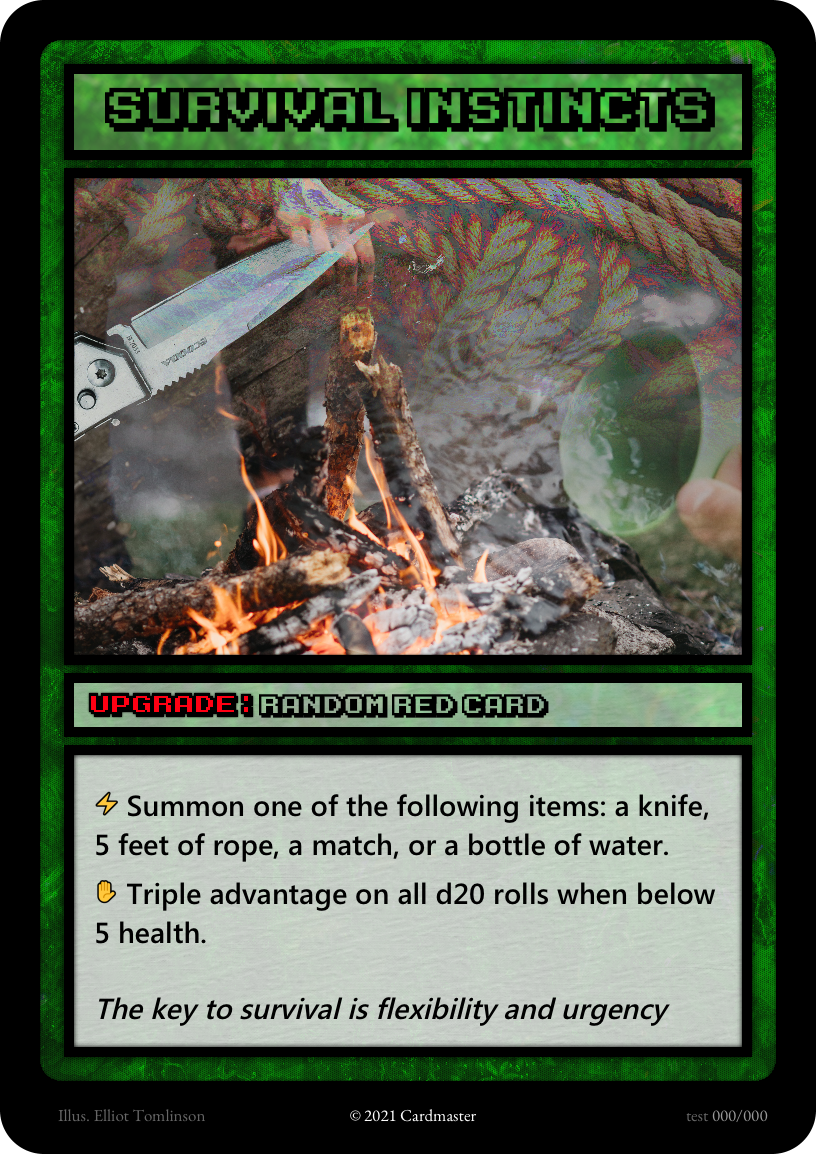 SURVIVAL INSTINCTS
UPGRADE: RANDOM RED CARD
⚡ Summon one of the following items: a knife,
5 feet of rope, a match, or a bottle of water.
✋ Triple advantage on all d20 rolls when below
5 health.
The key to survival is flexibility and urgency
Illus. Elliot Tomlinson
© 2021 Cardmaster
test 000/000